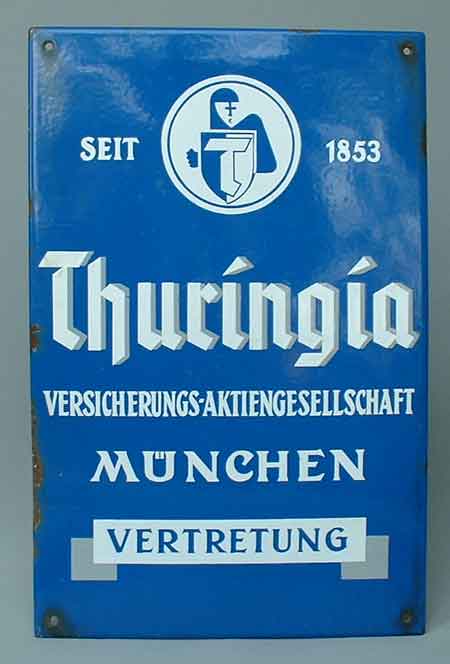 SEIT 1853
T
Thuringia
VERSICHERUNGS-AKTIENGESELLSCHAFT
MÜNCHEN
VERTRETUNG